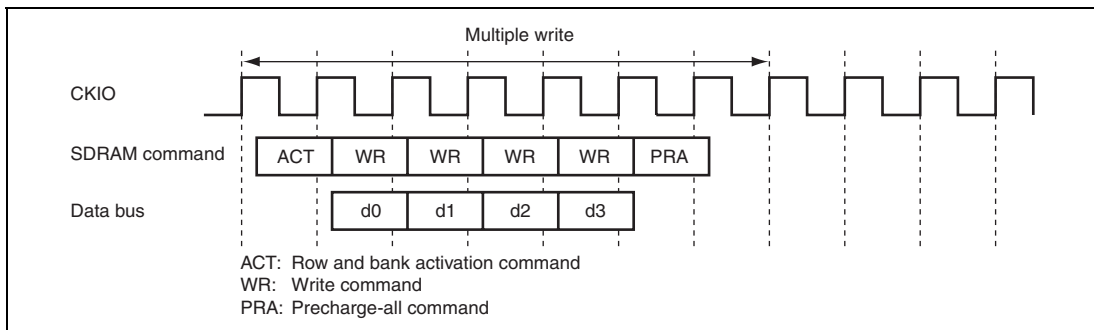 Multiple write
CKIO
SDRAM command ACT WR WR WR WR PRA
Data bus d0 d1 d2 d3
ACT: Row and bank activation command
WR: Write command
PRA: Precharge-all command